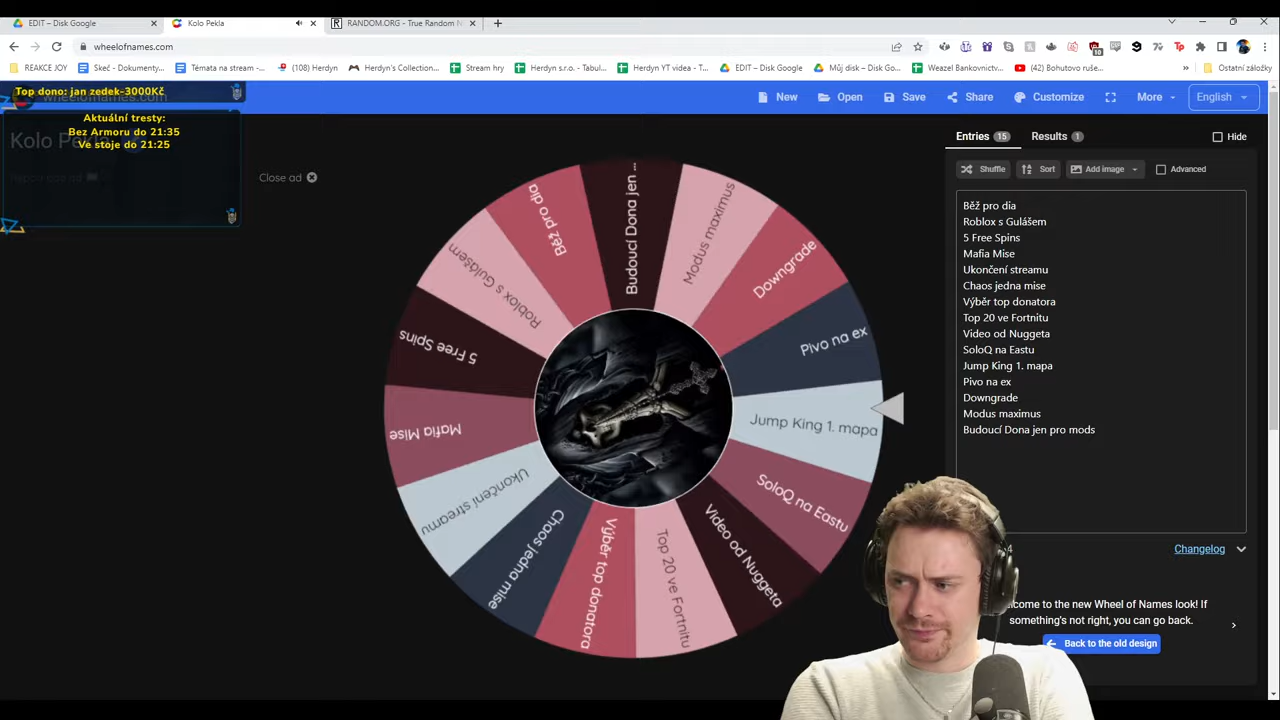 EDIT – Disk Google
Kolo Pekla
RANDOM.ORG - True Random N
wheelofnames.com
REAKCE JOY
Skeč - Dokumenty...
Témata na stream -...
(108) Herdyn
Herdyn's Collection...
Stream hry
Herdyn s.r.o. - Tabul...
Herdyn YT videa - T...
EDIT – Disk Google
Můj disk – Disk Go...
Weazel Bankovnictv...
(42) Bohutovo ruše...
»
Ostatní záložky
Top dono: jan zedek-3000Kč
wheelofnames.com
New
Open
Save
Share
Customize
More
English
Aktuální tresty:
Bez Armoru do 21:35
Ve stoje do 21:25
Kolo Pekla
Close ad
Entries 15
Results 1
Hide
Shuffle
Sort
Add image
Advanced
Běž pro dia
Roblox s Gulášem
5 Free Spins
Mafia Mise
Ukončení streamu
Chaos jedna mise
Výběr top donatora
Top 20 ve Fortnitu
Video od Nuggeta
SoloQ na Eastu
Jump King 1. mapa
Pivo na ex
Downgrade
Modus maximus
Budoucí Dona jen pro mods
Budoucí Dona jen ...
Modus maximus
Downgrade
Pivo na ex
Jump King 1. mapa
SoloQ na Eastu
Video od Nuggeta
Top 20 ve Fortnitu
Výběr top donatora
Chaos jedna mise
Ukončení streamu
Mafia Mise
5 Free Spins
Roblox s Gulášem
Běž pro dia
Changelog
lcome to the new Wheel of Names look! If
something's not right, you can go back.
Back to the old design